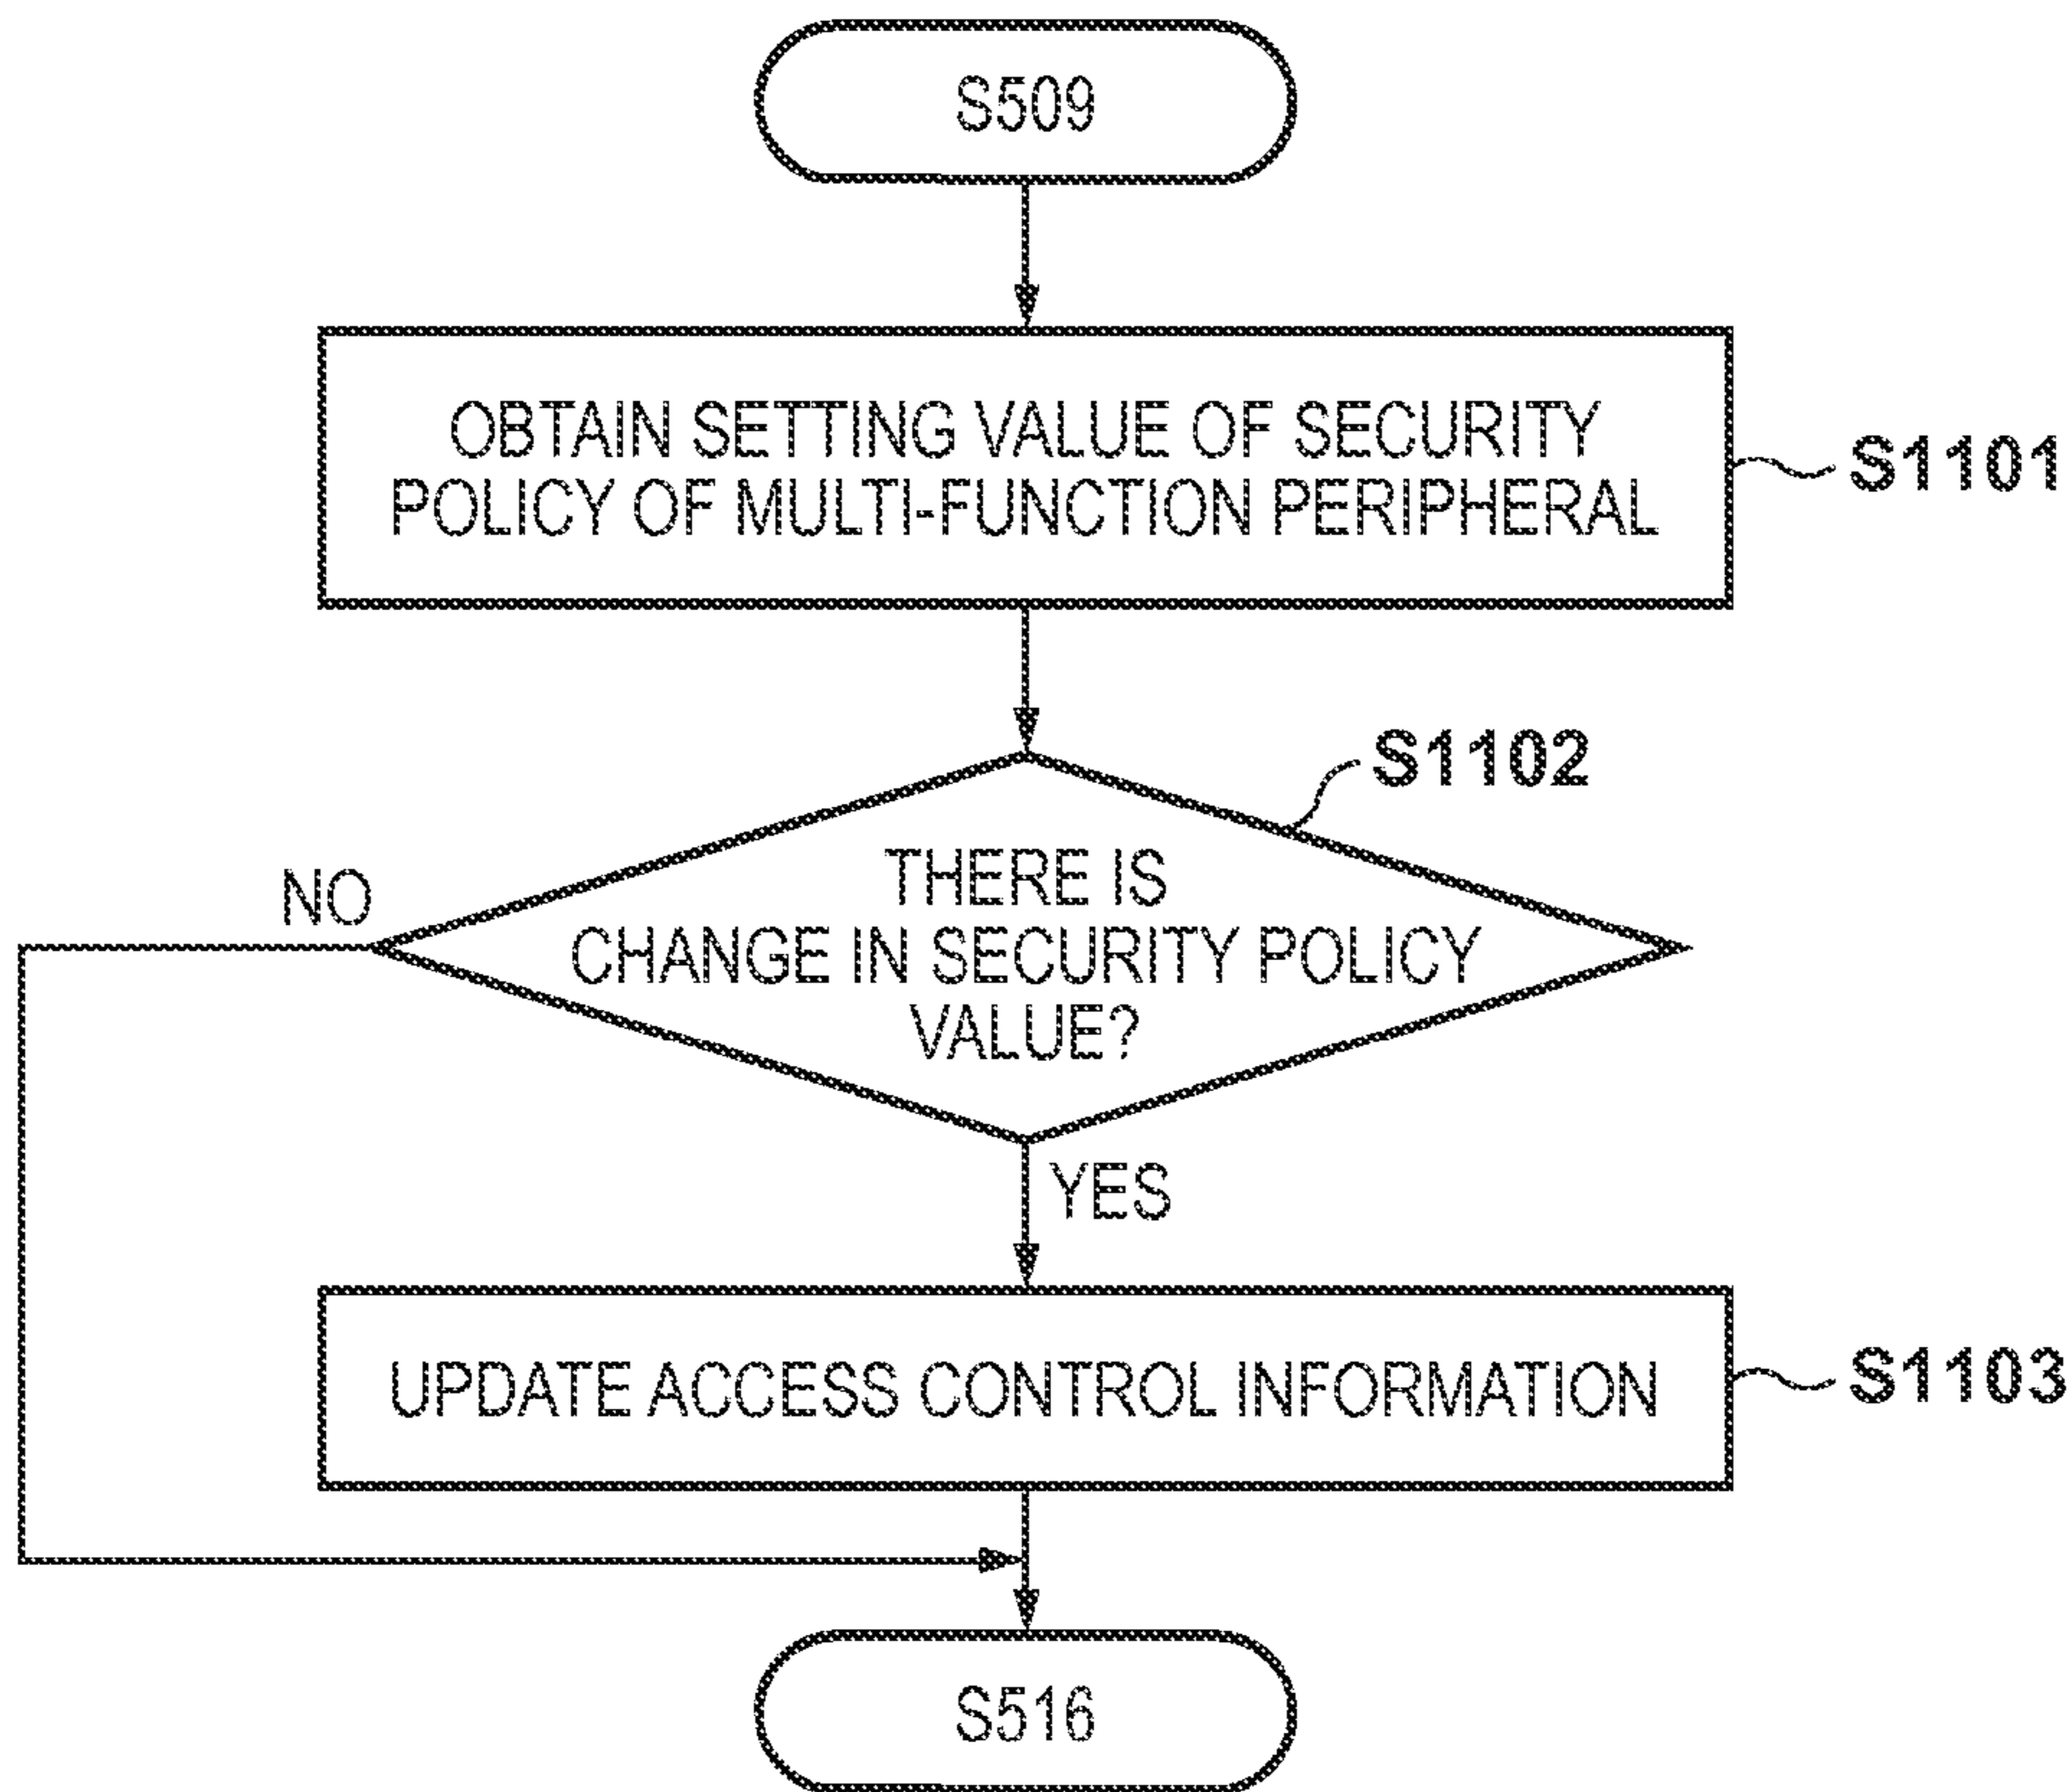 S509
OBTAIN SETTING VALUE OF SECURITY
POLICY OF MULTI-FUNCTION PERIPHERAL
S1101
S1102
THERE IS
CHANGE IN SECURITY POLICY
VALUE?
NO
YES
UPDATE ACCESS CONTROL INFORMATION
S1103
S516